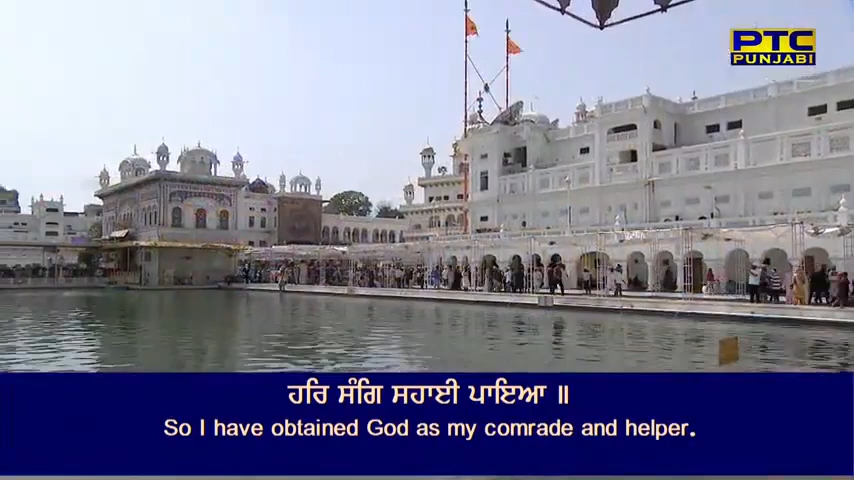 PTC
PUNJABI
ਹਰਿ ਸੰਗਿ ਸਹਾਈ ਪਾਇਆ ॥
So I have obtained God as my comrade and helper.